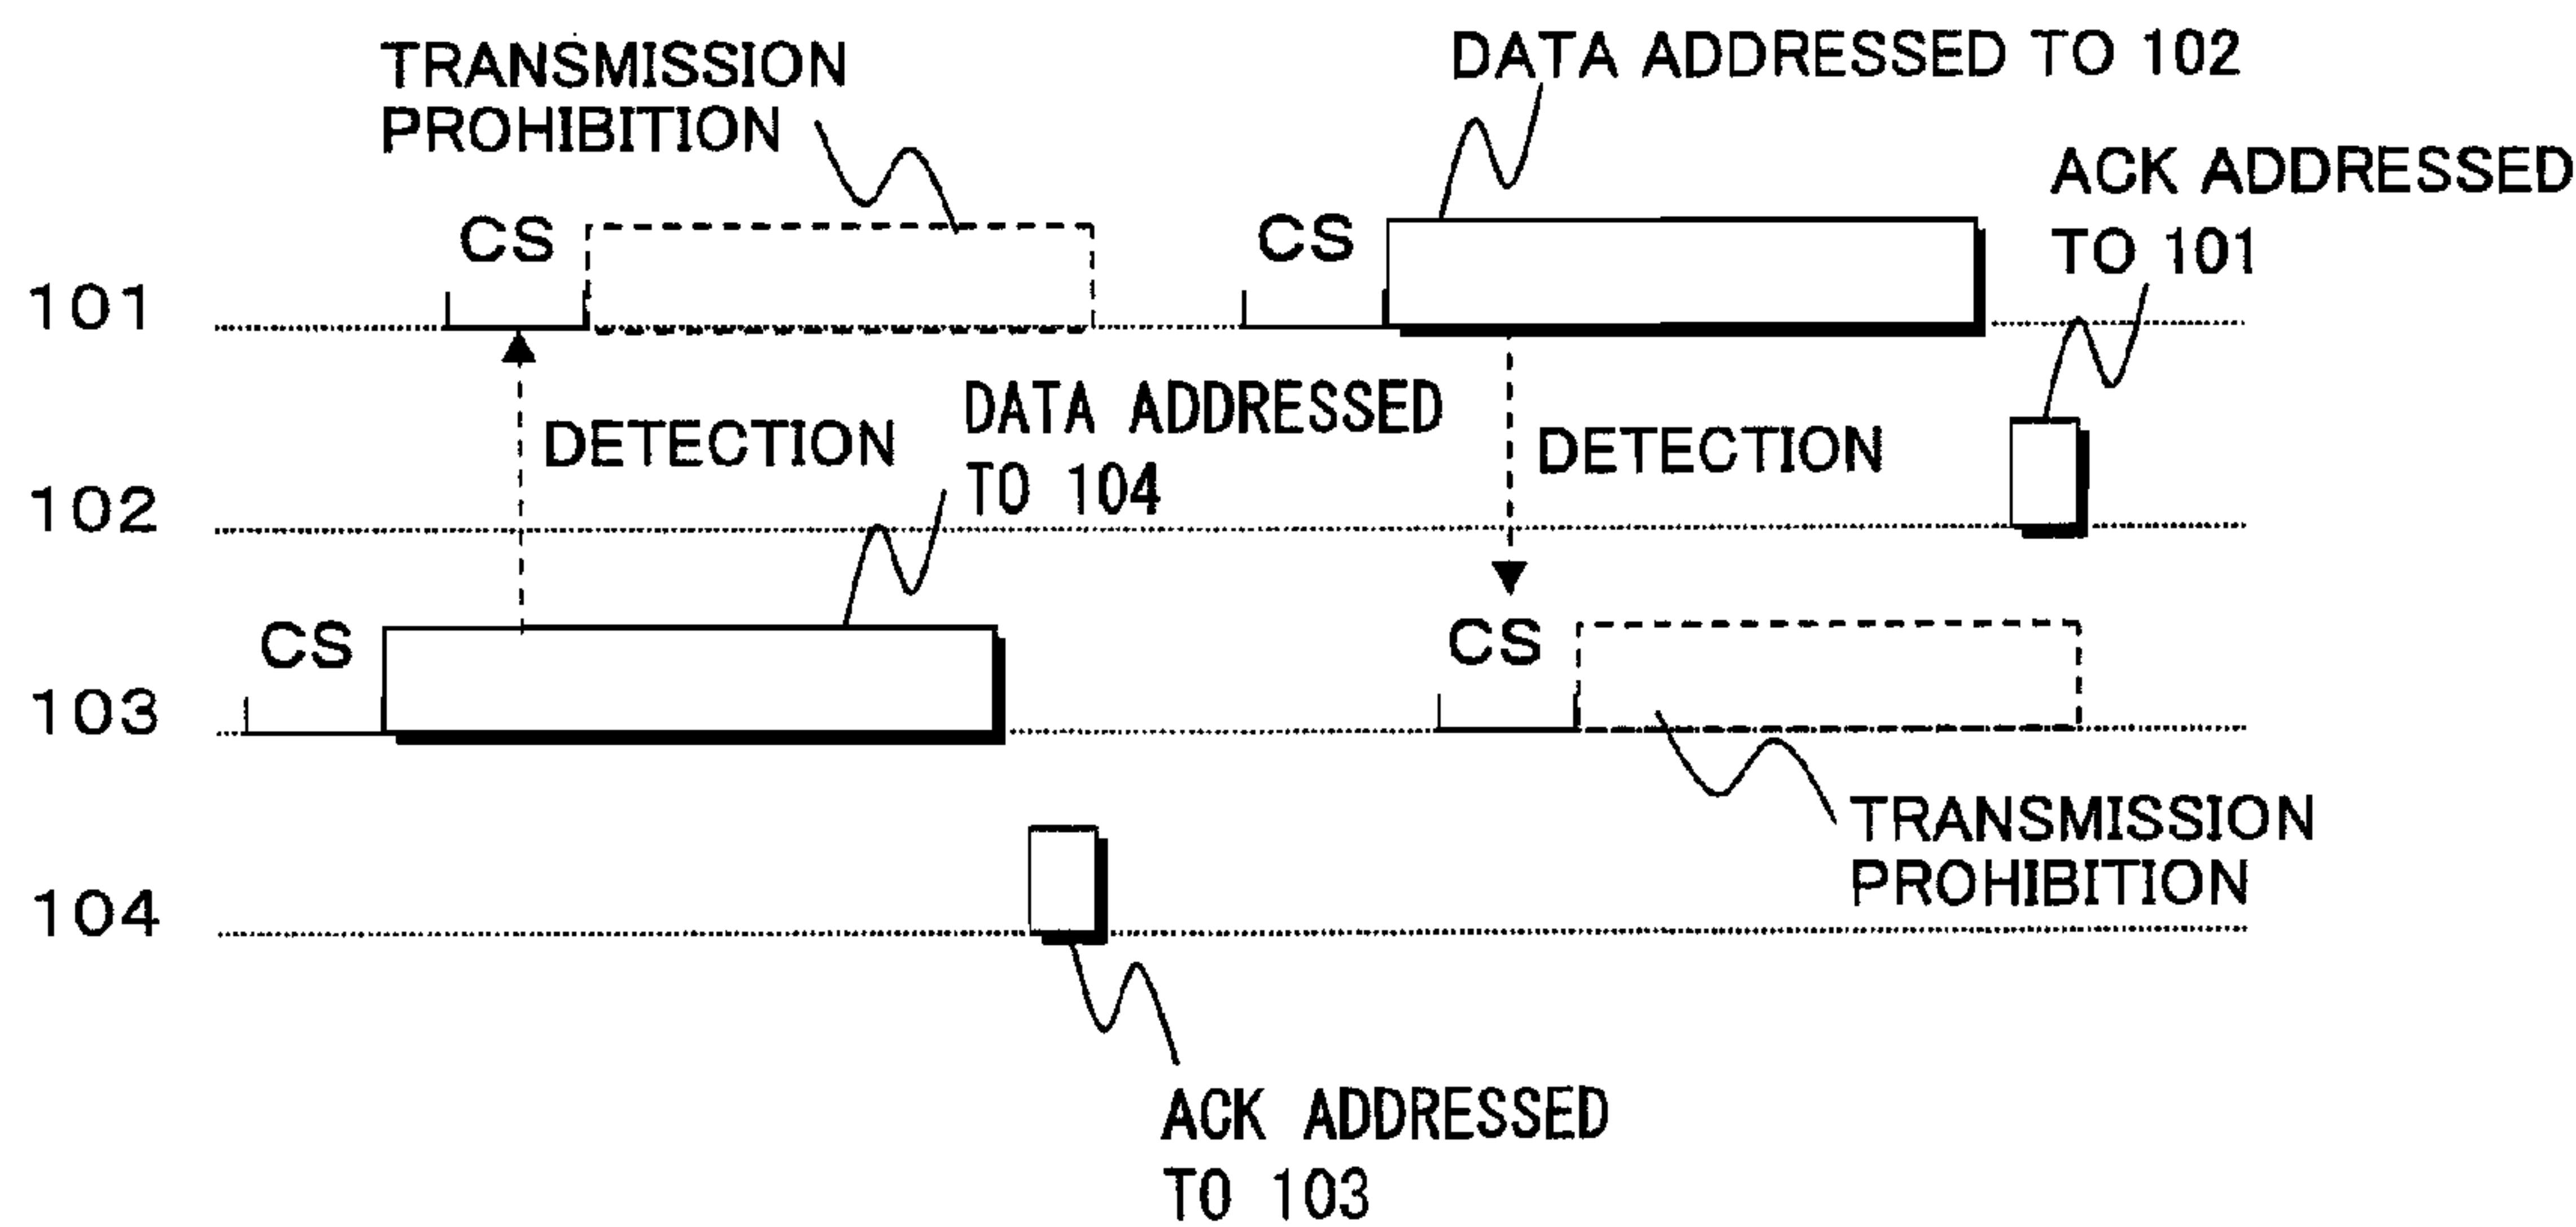 TRANSMISSION
PROHIBITION
DATA ADDRESSED TO 102
ACK ADDRESSED
TO 101
CS
CS
101
DETECTION
DATA ADDRESSED
TO 104
DETECTION
102
CS
CS
103
TRANSMISSION
PROHIBITION
104
ACK ADDRESSED
TO 103